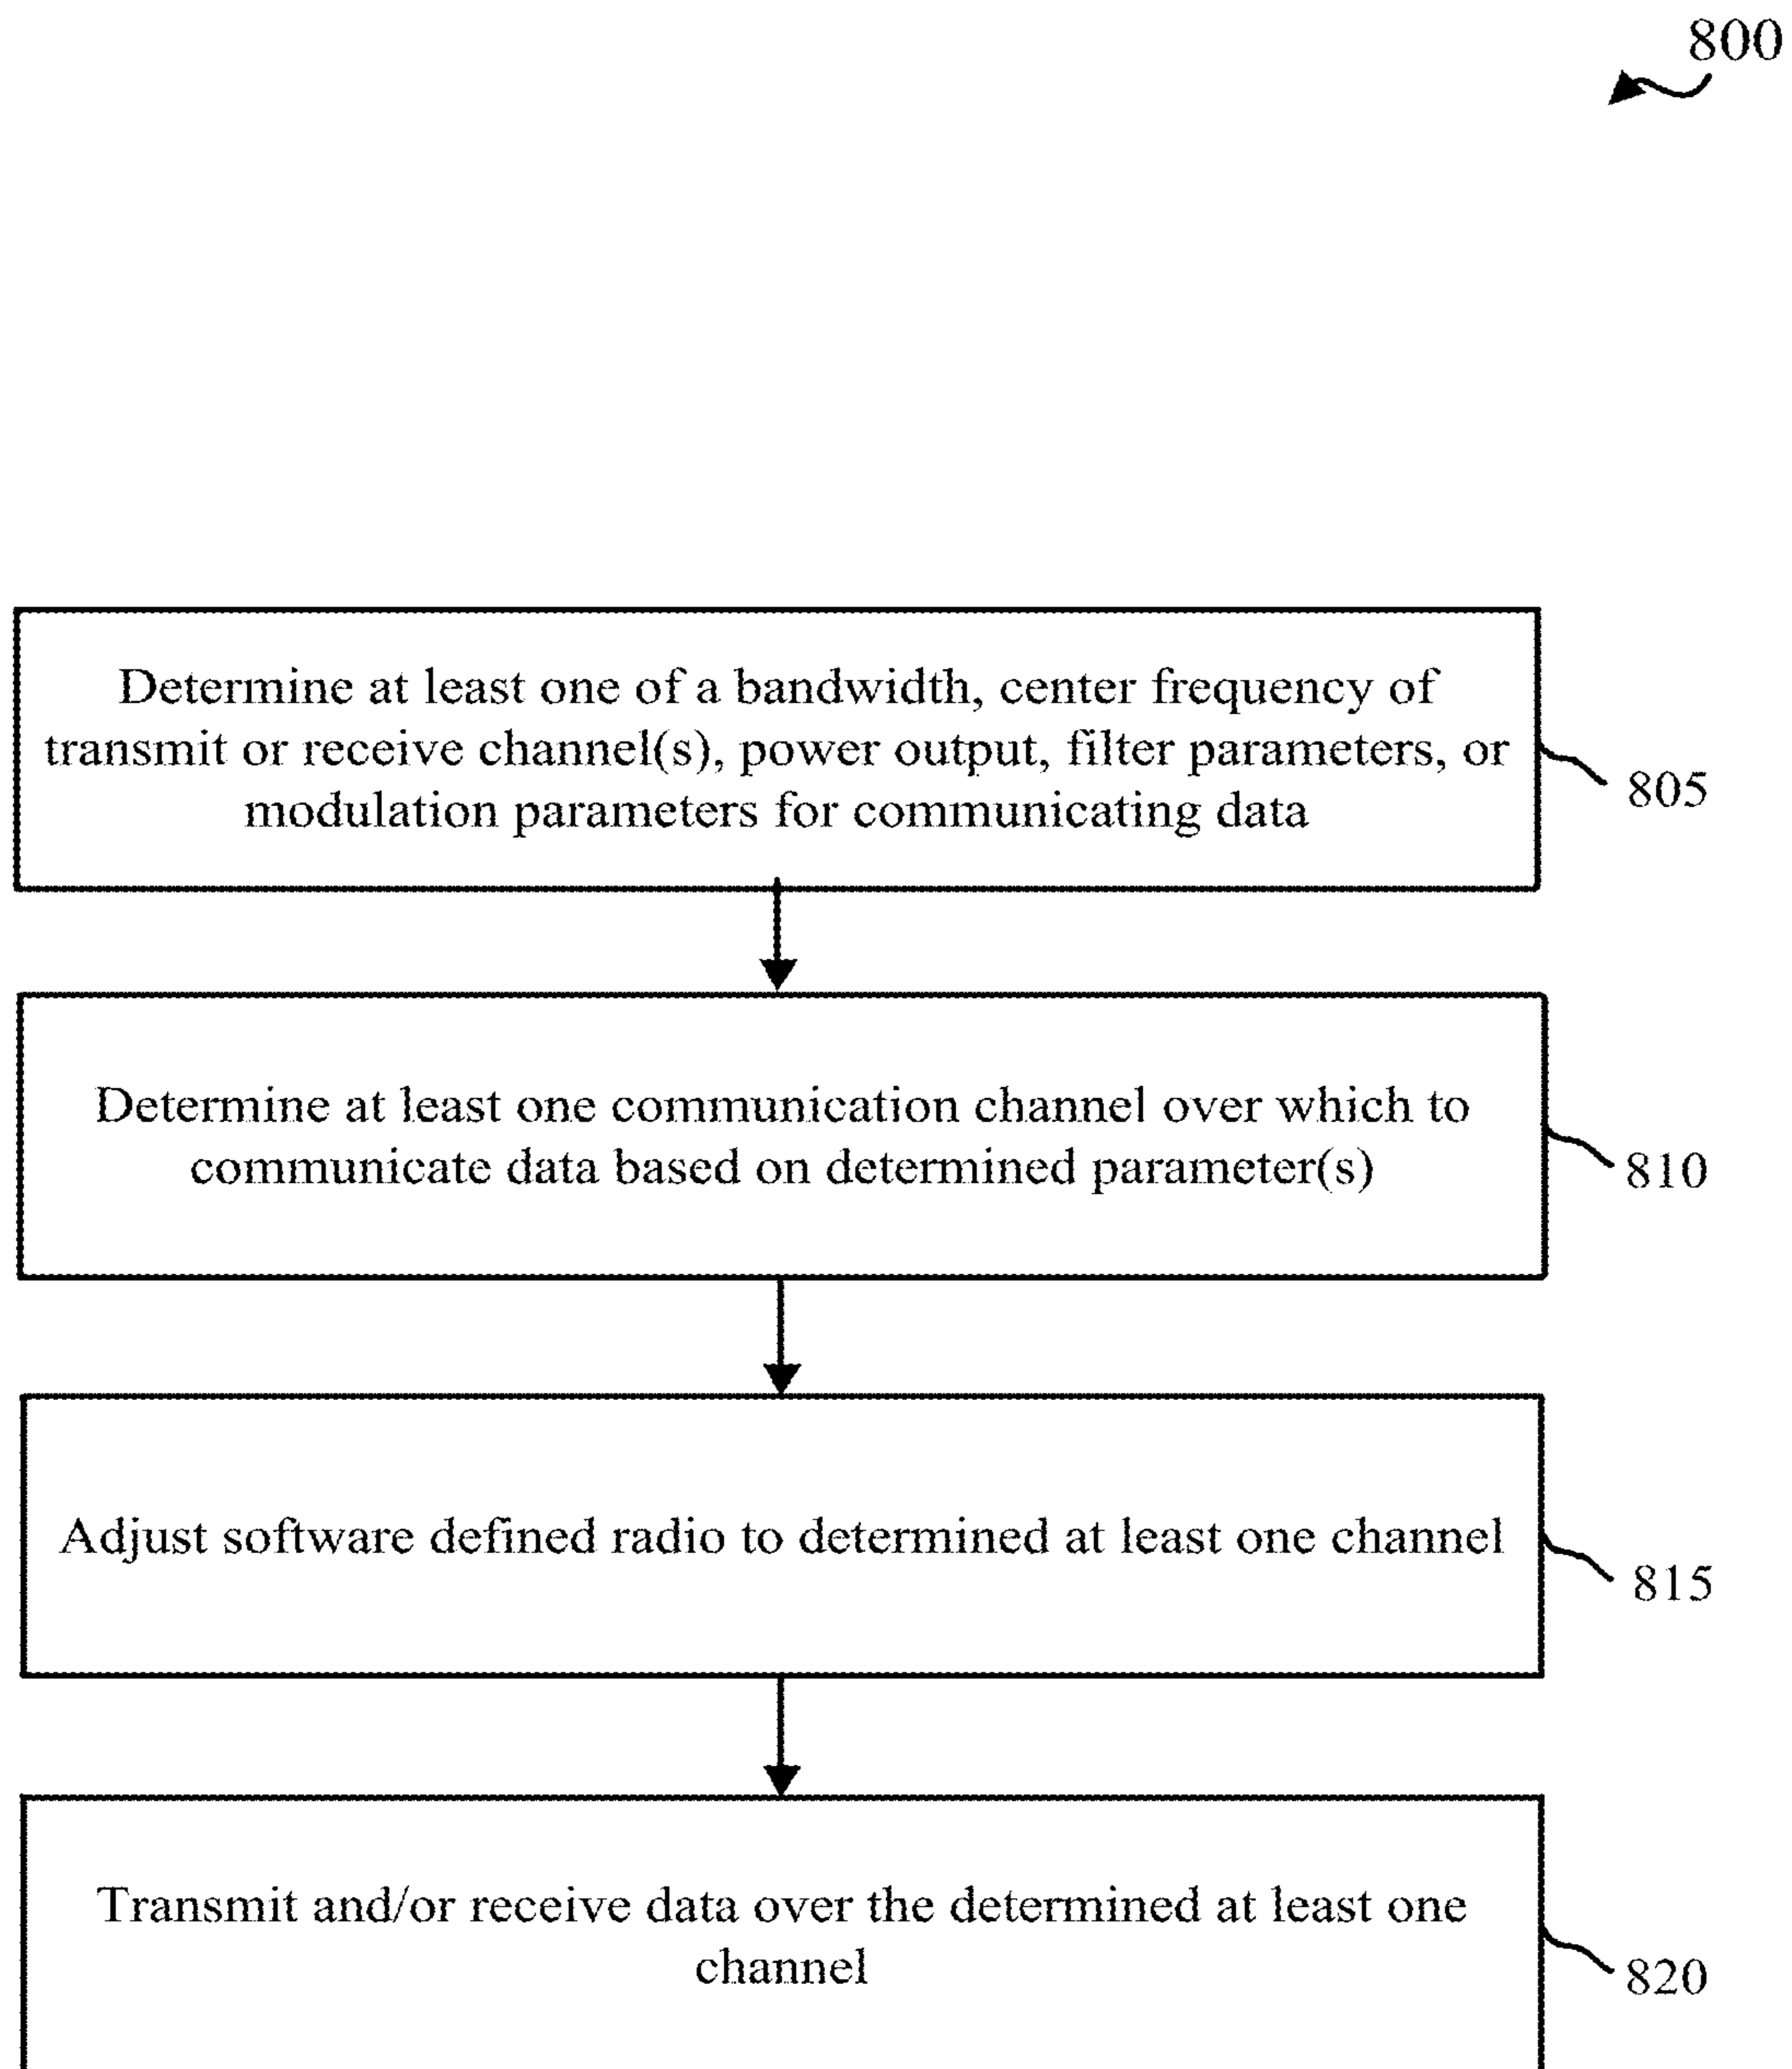 800
Determine at least one of a bandwidth, center frequency of
transmit or receive channel(s), power output, filter parameters, or
modulation parameters for communicating data
805
Determine at least one communication channel over which to
communicate data based on determined parameter(s)
810
Adjust software defined radio to determined at least one channel
815
Transmit and/or receive data over the determined at least one
channel
820